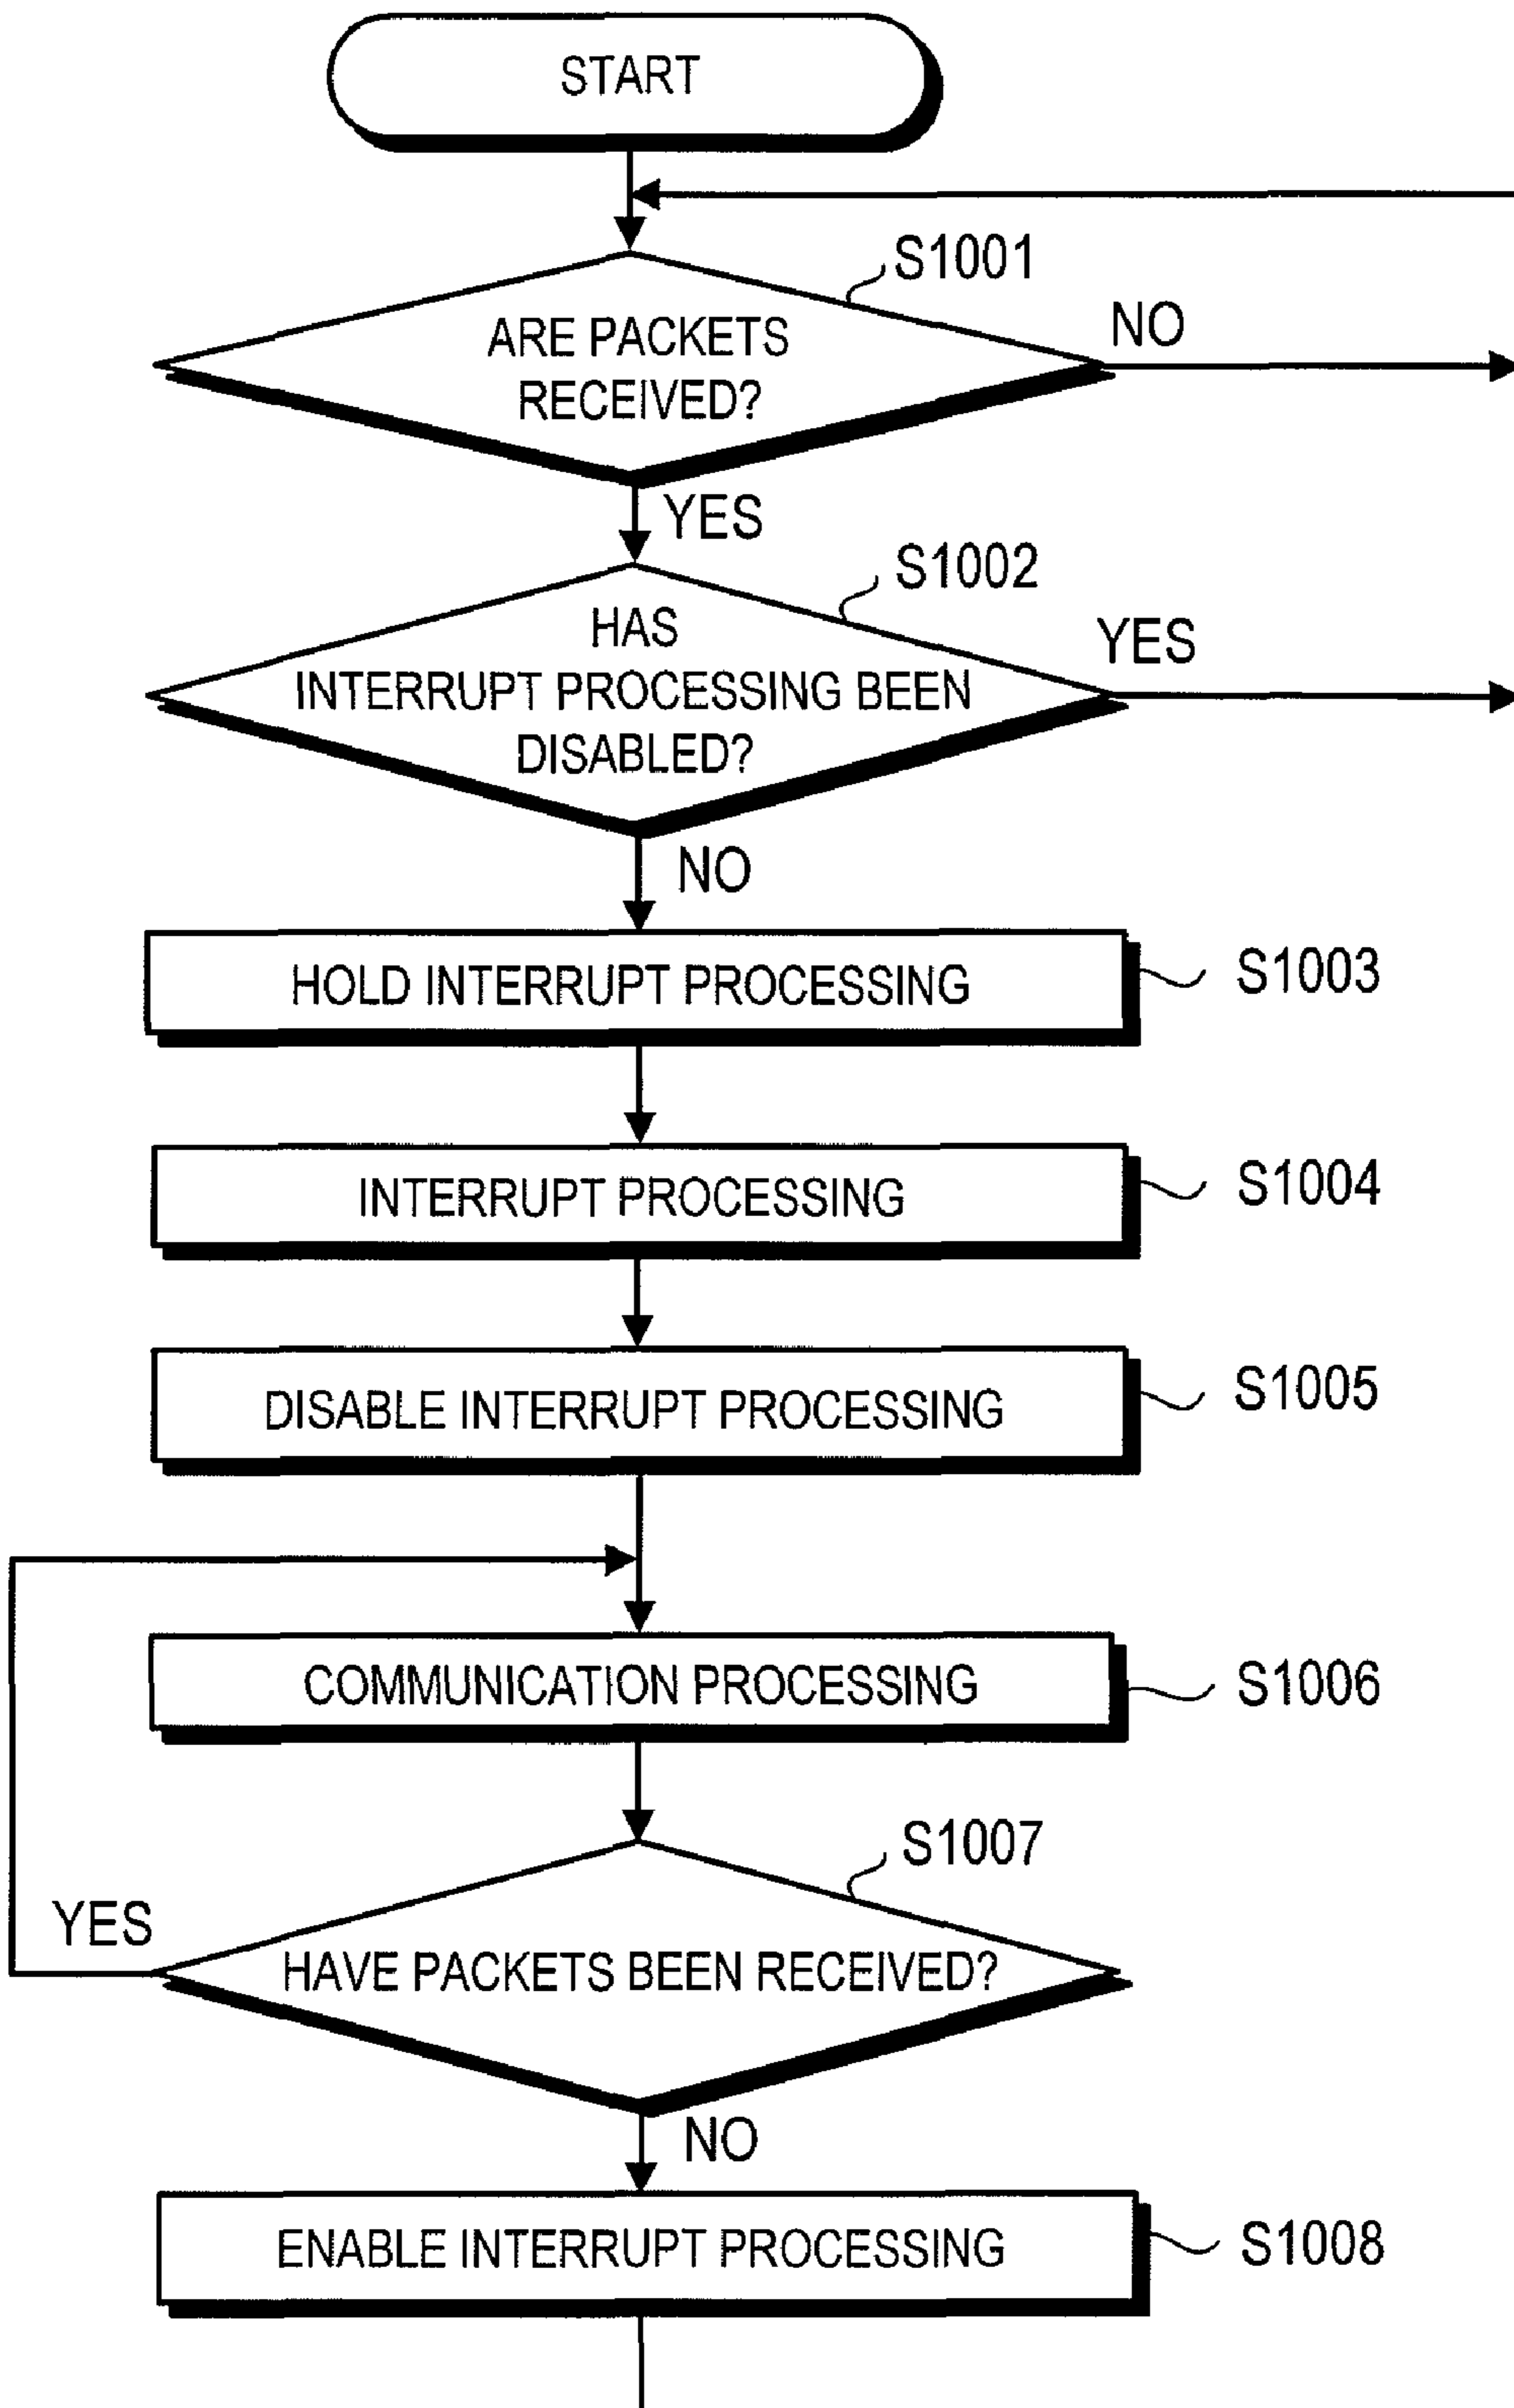 START
S1001
ARE PACKETS
RECEIVED?
NO
YES
S1002
HAS
INTERRUPT PROCESSING BEEN
DISABLED?
YES
NO
HOLD INTERRUPT PROCESSING
S1003
INTERRUPT PROCESSING
S1004
DISABLE INTERRUPT PROCESSING
S1005
COMMUNICATION PROCESSING
S1006
S1007
YES
HAVE PACKETS BEEN RECEIVED?
NO
ENABLE INTERRUPT PROCESSING
S1008